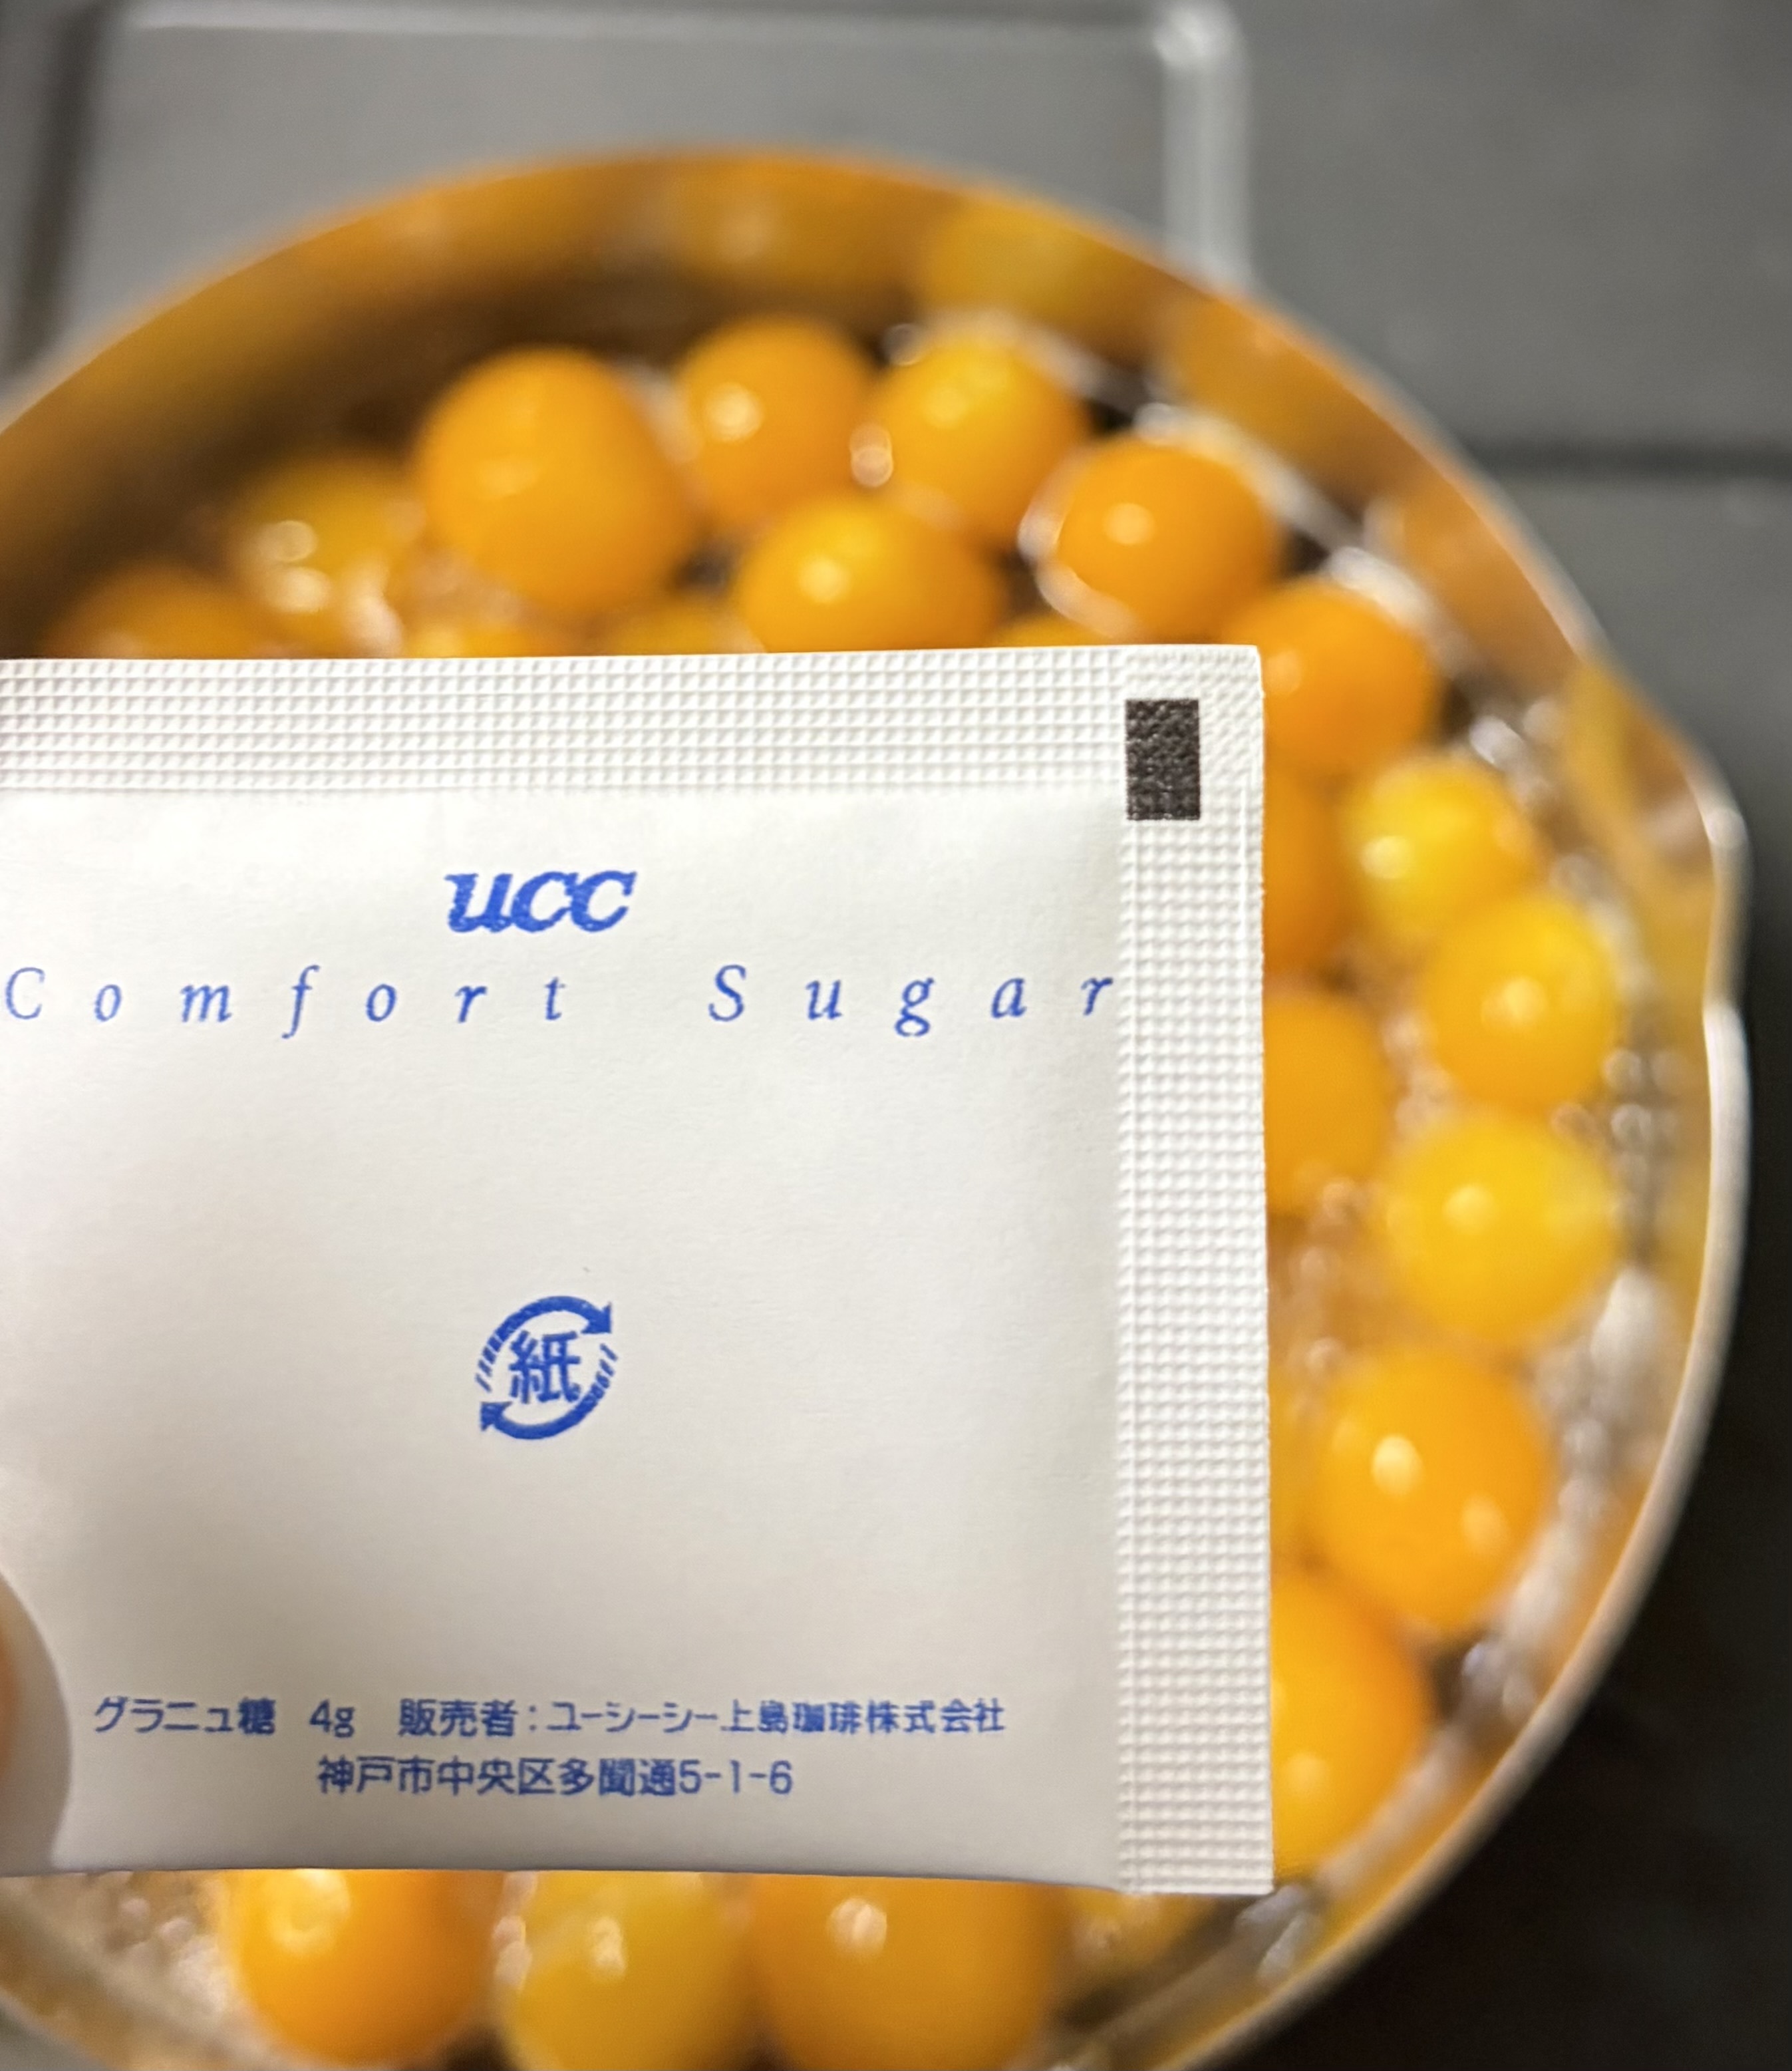 ucc
Comfort Sugar
紙
グラニュ糖 4g 販売者:ユーシーシー上島珈琲株式会社
神戸市中央区多聞通5-1-6